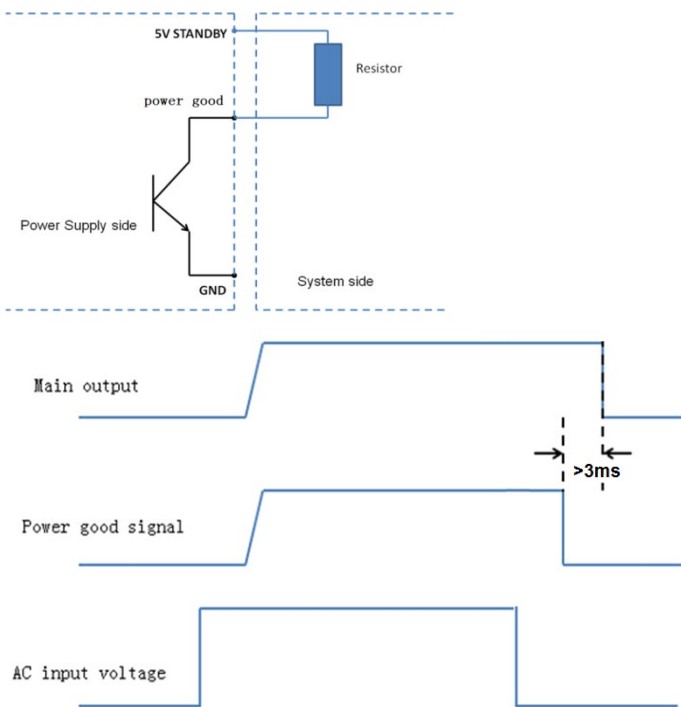 5V STANDBY
Resistor
power good
Power Supply side
GND
System side
Main output
>3ms
Power good signal
AC input voltage